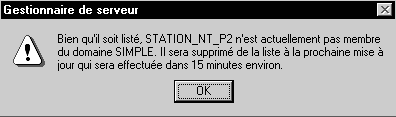 Gestionnaire de serveur
Bien qu'il soit listé, STATION_NT_P2 n'est actuellement pas membre
du domaine SIMPLE. Il sera supprimé de la liste à la prochaine mise à
jour qui sera effectuée dans 15 minutes environ.
OK